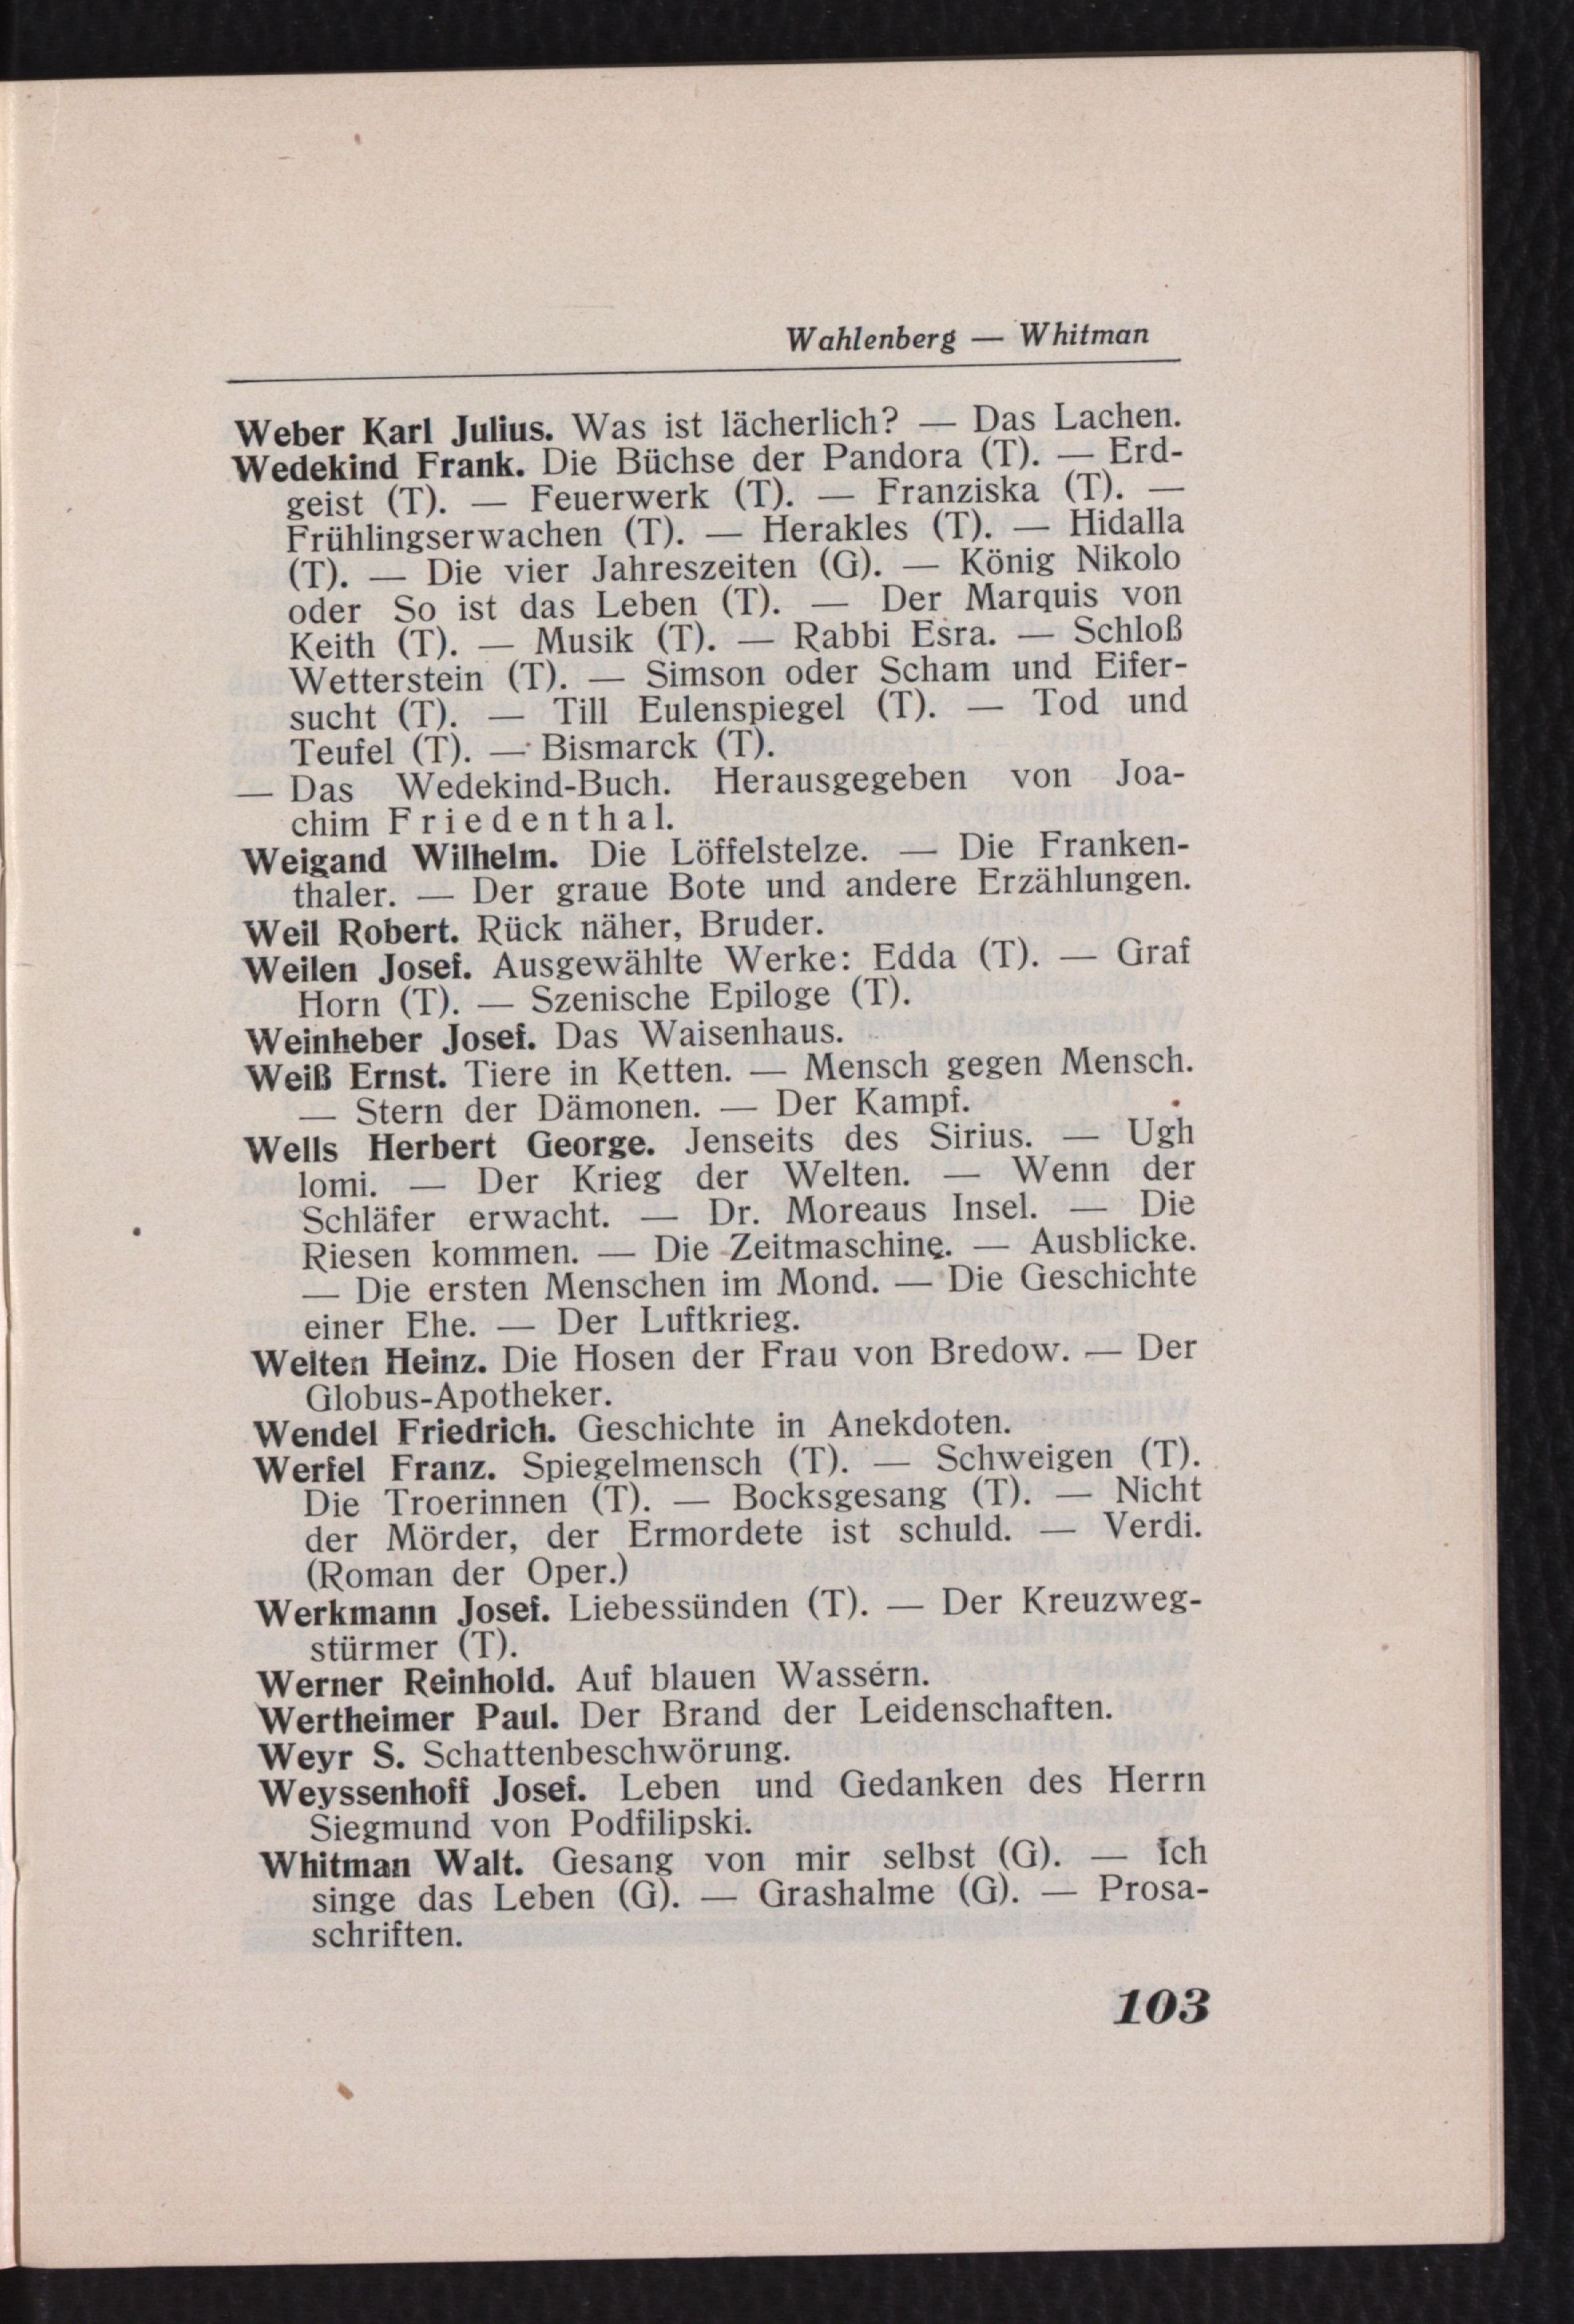 Wahlenberg — Whitman
Weber Karl Julius. Was ist lächerlich? — Das Lachen.
Wedekind Frank. Die Büchse der Pandora (T). — Erd-
geist (T). — Feuerwerk (T). — Franziska (T). —
Frühlingserwachen (T). — Herakles (T). — Hidalla
(T). — Die vier Jahreszeiten (G). — König Nikolo
oder So ist das Leben (T). — Der Marquis von
Keith (T). — Musik (T). — Rabbi Esra. — Schloß
Wetterstein (T). — Simson oder Scham und Eifer-
sucht (T). — Till Eulenspiegel (T). — Tod und
Teufel (T). — Bismarck (T).
— Das Wedekind-Buch. Herausgegeben von Joa-
chim Friedenthal.
Weigand Wilhelm. Die Löffelstelze. — Die Franken-
thaler. — Der graue Bote und andere Erzählungen.
Weil Robert. Rück näher, Bruder.
Weilen Josef. Ausgewählte Werke: Edda (T). — Graf
Horn (T). — Szenische Epiloge (T).
Weinheber Josef. Das Waisenhaus.
Weiß Ernst. Tiere in Ketten. — Mensch gegen Mensch.
— Stern der Dämonen. — Der Kampf.
Wells Herbert George. Jenseits des Sirius. — Ugh
lomi. — Der Krieg der Welten. — Wenn der
Schläfer erwacht. — Dr. Moreaus Insel. — Die
Riesen kommen. — Die Zeitmaschine. — Ausblicke.
— Die ersten Menschen im Mond. — Die Geschichte
einer Ehe. — Der Luftkrieg.
Welten Heinz. Die Hosen der Frau von Bredow. — Der
Globus-Apotheker.
Wendel Friedrich. Geschichte in Anekdoten.
Werfel Franz. Spiegelmensch (T). — Schweigen (T).
Die Troerinnen (T). — Bocksgesang (T). — Nicht
der Mörder, der Ermordete ist schuld. — Verdi.
(Roman der Oper.)
Werkmann Josef. Liebessünden (T). — Der Kreuzweg-
stürmer (T).
Werner Reinhold. Auf blauen Wassern.
Wertheimer Paul. Der Brand der Leidenschaften.
Weyr S. Schattenbeschwörung.
Weyssenhoff Josef. Leben und Gedanken des Herrn
Siegmund von Podfilipski.
Whitman Walt. Gesang von mir selbst (G). — Ich
singe das Leben (G). — Grashalme (G). — Prosa-
schriften.
103